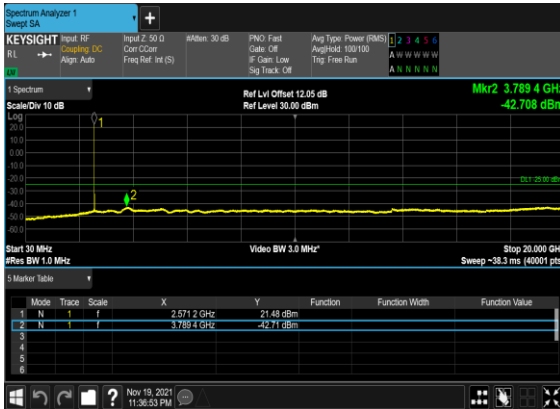 Spectrum Analyzer 1
Swept SA
+
KEYSIGHT Input: RF Input Z: 50 Ω #Atten: 30 dB PNO: Fast Avg Type: Power (RMS) 1 2 3 4 5 6
RL Coupling: DC Corr CCorr Gate: Off Avg|Hold: 100/100 A W W W W W
Align: Auto Freq Ref: Int (S) IF Gain: Low Trig: Free Run
Sig Track: Off A N N N N N
1 Spectrum
Ref Lvl Offset 12.05 dB Mkr2 3.789 4 GHz
Scale/Div 10 dB Ref Level 30.00 dBm -42.708 dBm
Log
1
20.0
10.0
0.00
-10.0
-20.0
DL1 -25.00 dBm
-30.0
2
-40.0
-50.0
-60.0
Start 30 MHz Video BW 3.0 MHz* Stop 20.000 GHz
#Res BW 1.0 MHz Sweep ~38.3 ms (40001 pts)
5 Marker Table
Mode Trace Scale X Y Function Function Width Function Value
1 N 1 f 2.571 2 GHz 21.48 dBm
2 N 1 f 3.789 4 GHz -42.71 dBm
3
4
5
6
? Nov 19, 2021
11:36:53 PM